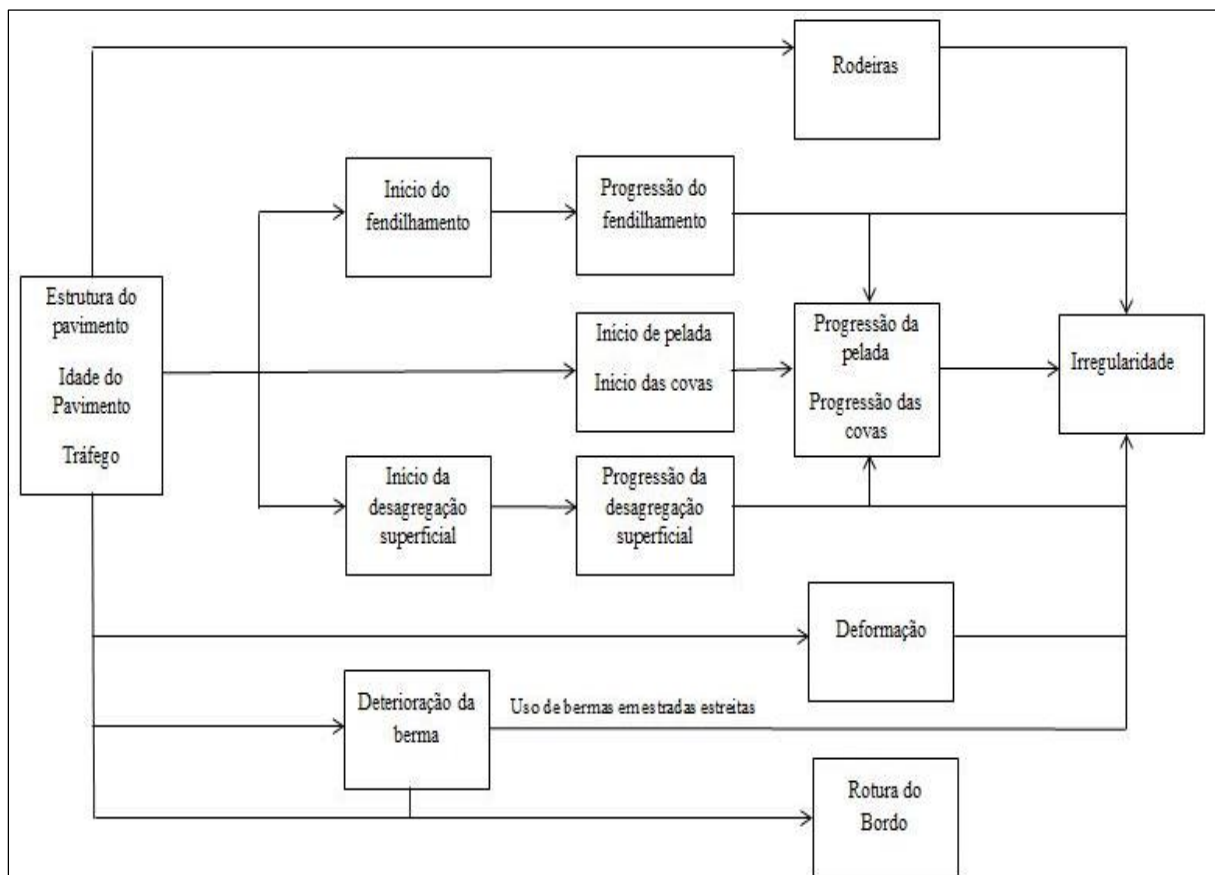 Rodeiras
Início do
fendilhamento
Progressão do
fendilhamento
Estrutura do
pavimento
Idade do
Pavimento
Tráfego
Início de pelada
Início das covas
Progressão da
pelada
Progressão das
covas
Irregularidade
Início da
desagregação
superficial
Progressão da
desagregação
superficial
Deformação
Deterioração da
berma
Uso de bermas em estradas estreitas
Rotura do
Bordo